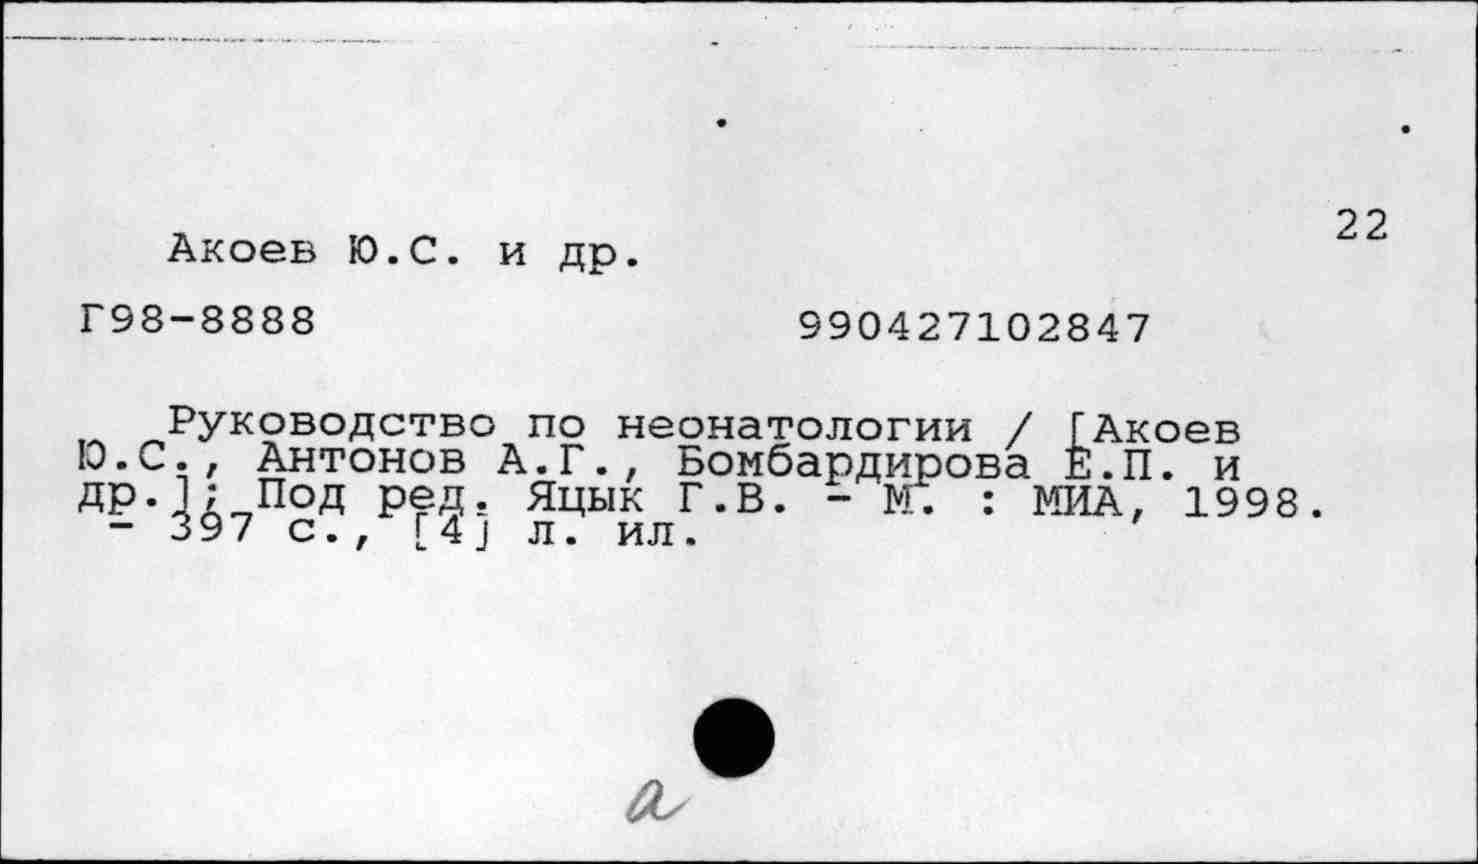 22
Акоев Ю.С. и др.
Г98-8888 990427102847
Руководство по неонатологии / [Акоев
Ю.С., Антонов А.Г., Бомбардирова Е.П. и
др.]; Под ред. Яцык Г.В. - М. : МИА, 1998.
- 397 с., [4] л. ил.
а